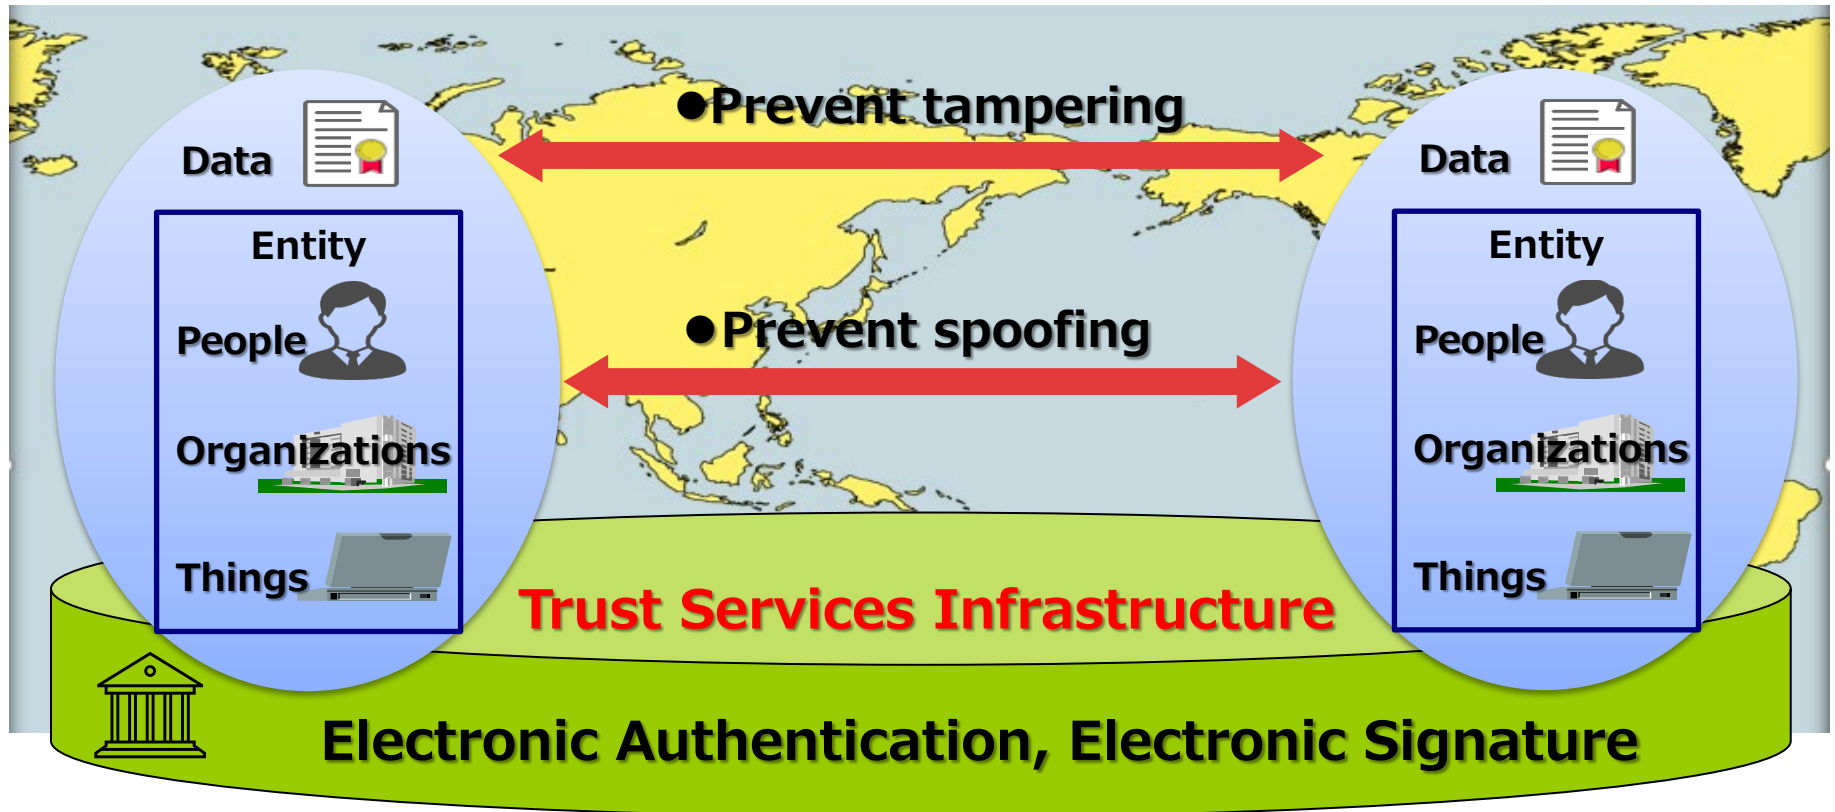 ●Prevent tampering
Data
Data
Entity
Entity
●Prevent spoofing
People
People
Organizations
Organizations
Things
Things
Trust Services Infrastructure
Electronic Authentication, Electronic Signature